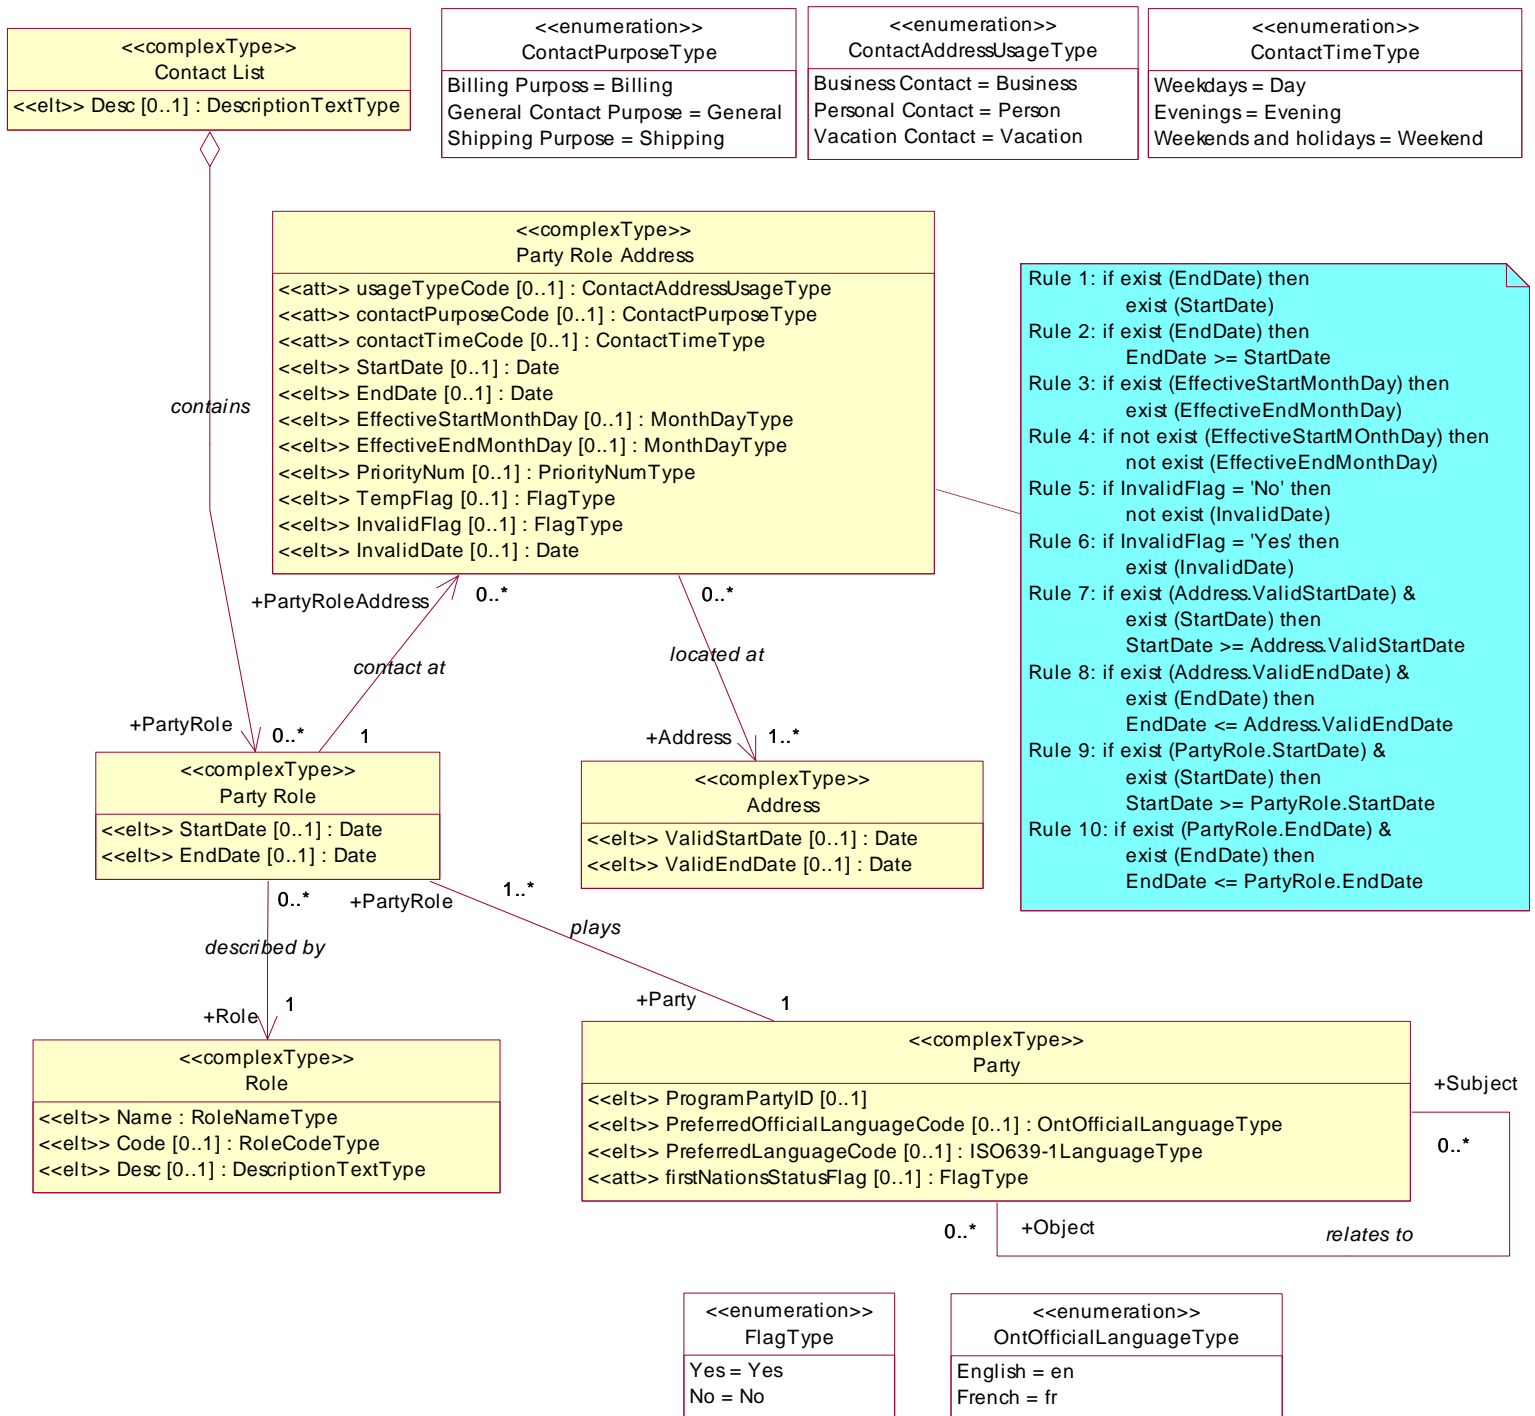 <<complexType>>
Contact List
<<elt>> Desc [0..1] : DescriptionTextType
<<enumeration>>
ContactPurposeType
Billing Purposs = Billing
General Contact Purpose = General
Shipping Purpose = Shipping
<<enumeration>>
ContactAddressUsageType
Business Contact = Business
Personal Contact = Person
Vacation Contact = Vacation
<<enumeration>>
ContactTimeType
Weekdays = Day
Evenings = Evening
Weekends and holidays = Weekend
<<complexType>>
Party Role Address
<<att>> usageTypeCode [0..1] : ContactAddressUsageType
<<att>> contactPurposeCode [0..1] : ContactPurposeType
<<att>> contactTimeCode [0..1] : ContactTimeType
<<elt>> StartDate [0..1] : Date
<<elt>> EndDate [0..1] : Date
<<elt>> EffectiveStartMonthDay [0..1] : MonthDayType
<<elt>> EffectiveEndMonthDay [0..1] : MonthDayType
<<elt>> PriorityNum [0..1] : PriorityNumType
<<elt>> TempFlag [0..1] : FlagType
<<elt>> InvalidFlag [0..1] : FlagType
<<elt>> InvalidDate [0..1] : Date
Rule 1: if exist (EndDate) then
exist (StartDate)
Rule 2: if exist (EndDate) then
EndDate >= StartDate
Rule 3: if exist (EffectiveStartMonthDay) then
exist (EffectiveEndMonthDay)
Rule 4: if not exist (EffectiveStartMOnthDay) then
not exist (EffectiveEndMonthDay)
Rule 5: if InvalidFlag = 'No' then
not exist (InvalidDate)
Rule 6: if InvalidFlag = 'Yes' then
exist (InvalidDate)
Rule 7: if exist (Address.ValidStartDate) &
exist (StartDate) then
StartDate >= Address.ValidStartDate
Rule 8: if exist (Address.ValidEndDate) &
exist (EndDate) then
EndDate <= Address.ValidEndDate
Rule 9: if exist (PartyRole.StartDate) &
exist (StartDate) then
StartDate >= PartyRole.StartDate
Rule 10: if exist (PartyRole.EndDate) &
exist (EndDate) then
EndDate <= PartyRole.EndDate
contains
+PartyRoleAddress
0..*
0..*
contact at
located at
+PartyRole
0..*
1
+Address
1..*
<<complexType>>
Party Role
<<elt>> StartDate [0..1] : Date
<<elt>> EndDate [0..1] : Date
<<complexType>>
Address
<<elt>> ValidStartDate [0..1] : Date
<<elt>> ValidEndDate [0..1] : Date
0..*
+PartyRole
1..*
described by
plays
+Role
1
+Party
1
<<complexType>>
Role
<<elt>> Name : RoleNameType
<<elt>> Code [0..1] : RoleCodeType
<<elt>> Desc [0..1] : DescriptionTextType
<<complexType>>
Party
<<elt>> ProgramPartyID [0..1]
<<elt>> PreferredOfficialLanguageCode [0..1] : OntOfficialLanguageType
<<elt>> PreferredLanguageCode [0..1] : ISO639-1LanguageType
<<att>> firstNationsStatusFlag [0..1] : FlagType
+Subject
0..*
0..*
+Object
relates to
<<enumeration>>
FlagType
Yes = Yes
No = No
<<enumeration>>
OntOfficialLanguageType
English = en
French = fr